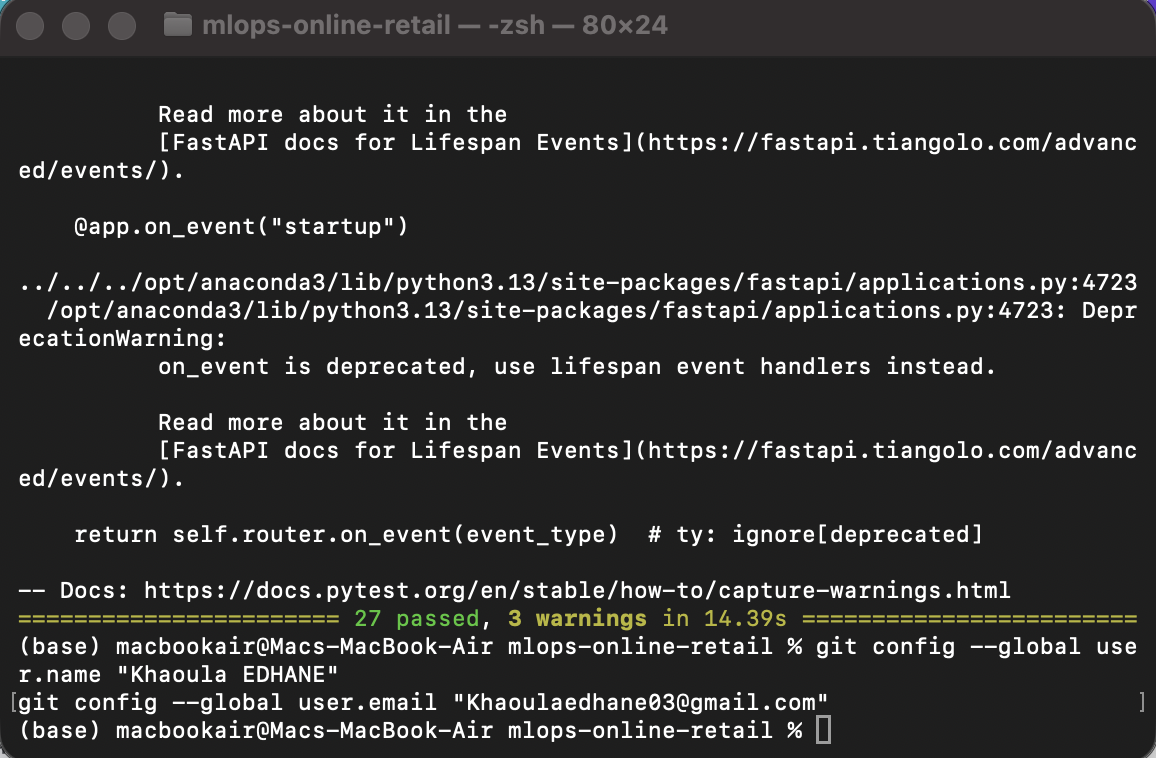 mlops-online-retail — -zsh — 80×24
Read more about it in the
[FastAPI docs for Lifespan Events](https://fastapi.tiangolo.com/advanc
ed/events/).
@app.on_event("startup")
../../../opt/anaconda3/lib/python3.13/site-packages/fastapi/applications.py:4723
/opt/anaconda3/lib/python3.13/site-packages/fastapi/applications.py:4723: Depr
ecationWarning:
on_event is deprecated, use lifespan event handlers instead.
Read more about it in the
[FastAPI docs for Lifespan Events](https://fastapi.tiangolo.com/advanc
ed/events/).
return self.router.on_event(event_type)  # ty: ignore[deprecated]
-- Docs: https://docs.pytest.org/en/stable/how-to/capture-warnings.html
======================= 27 passed, 3 warnings in 14.39s ========================
(base) macbookair@Macs-MacBook-Air mlops-online-retail % git config --global use
r.name "Khaoula EDHANE"
[git config --global user.email "Khaoulaedhane03@gmail.com" ]
(base) macbookair@Macs-MacBook-Air mlops-online-retail %